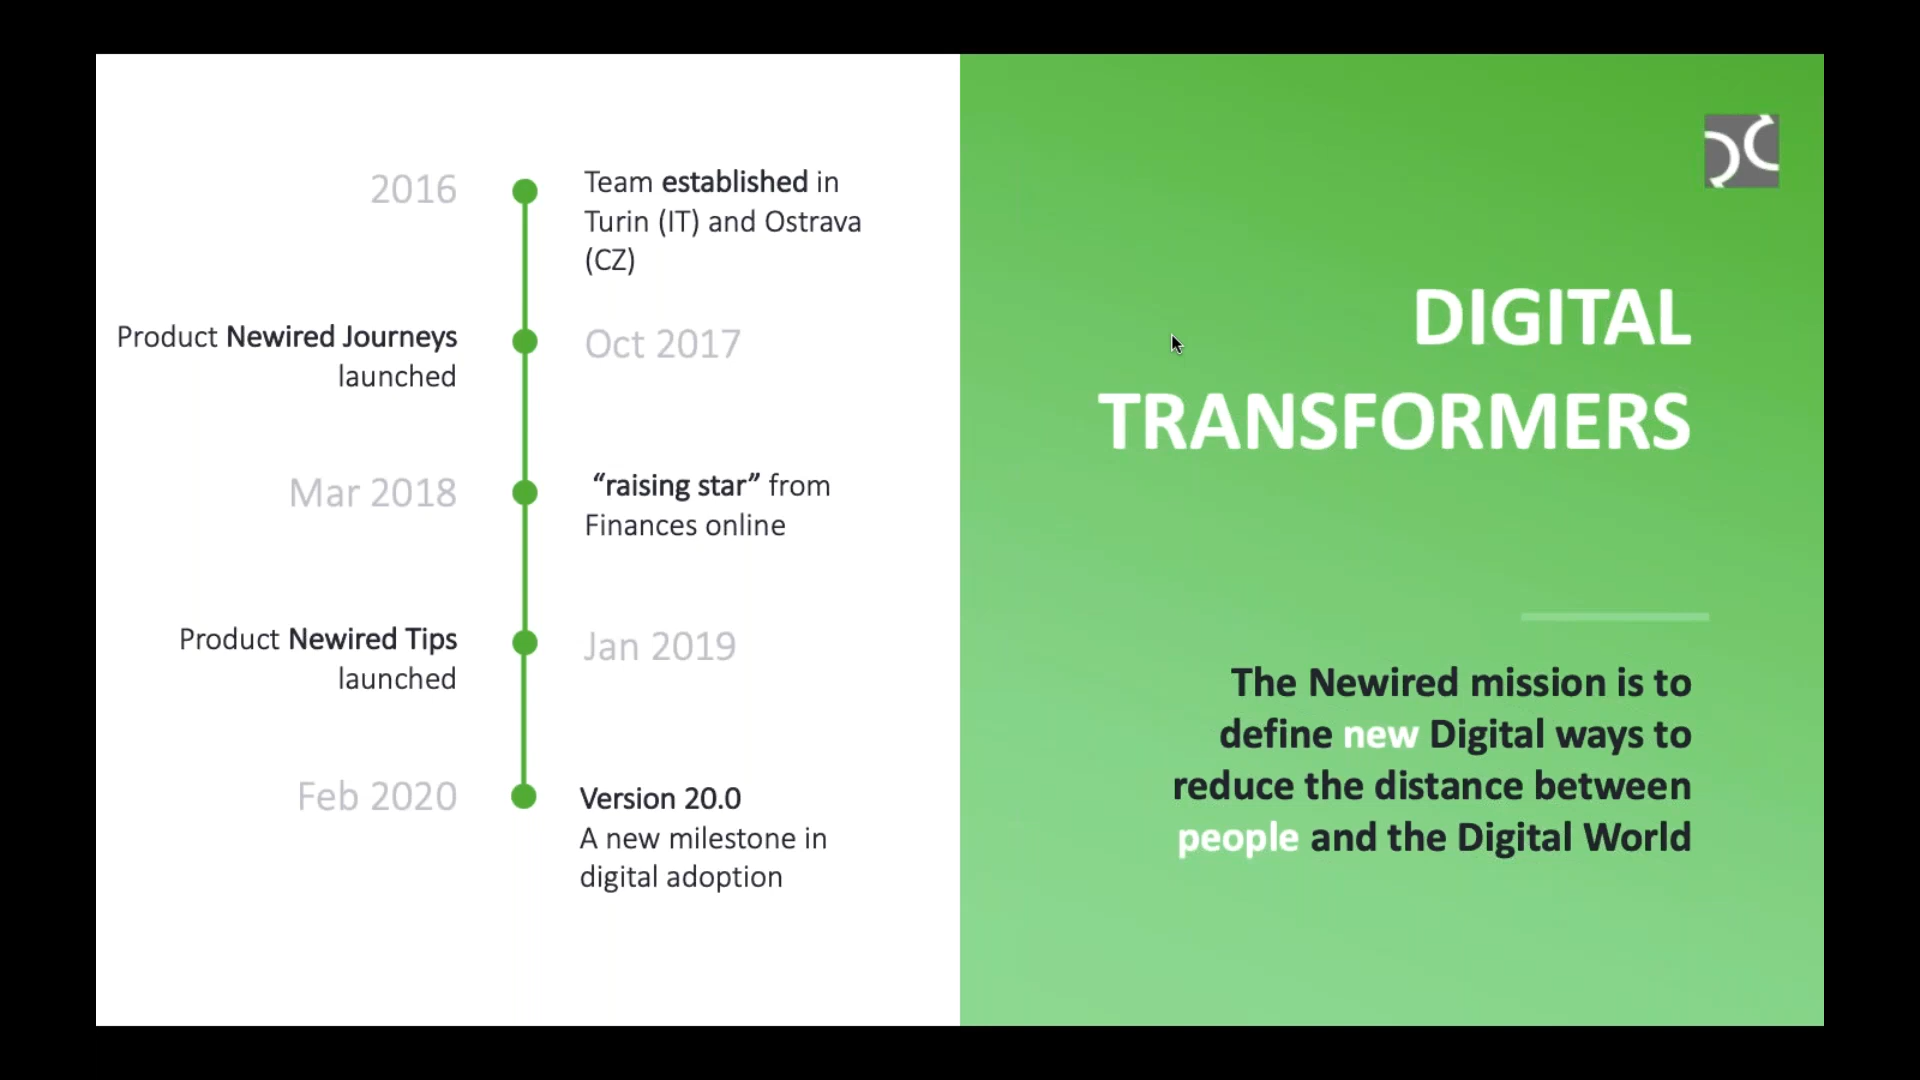 2016
Team established in
Turin (IT) and Ostrava
(CZ)
Product Newired Journeys
launched
Oct 2017
Mar 2018
“raising star” from
Finances online
Product Newired Tips
launched
Jan 2019
Feb 2020
Version 20.0
A new milestone in
digital adoption
DIGITAL
TRANSFORMERS
The Newired mission is to
define new Digital ways to
reduce the distance between
people and the Digital World